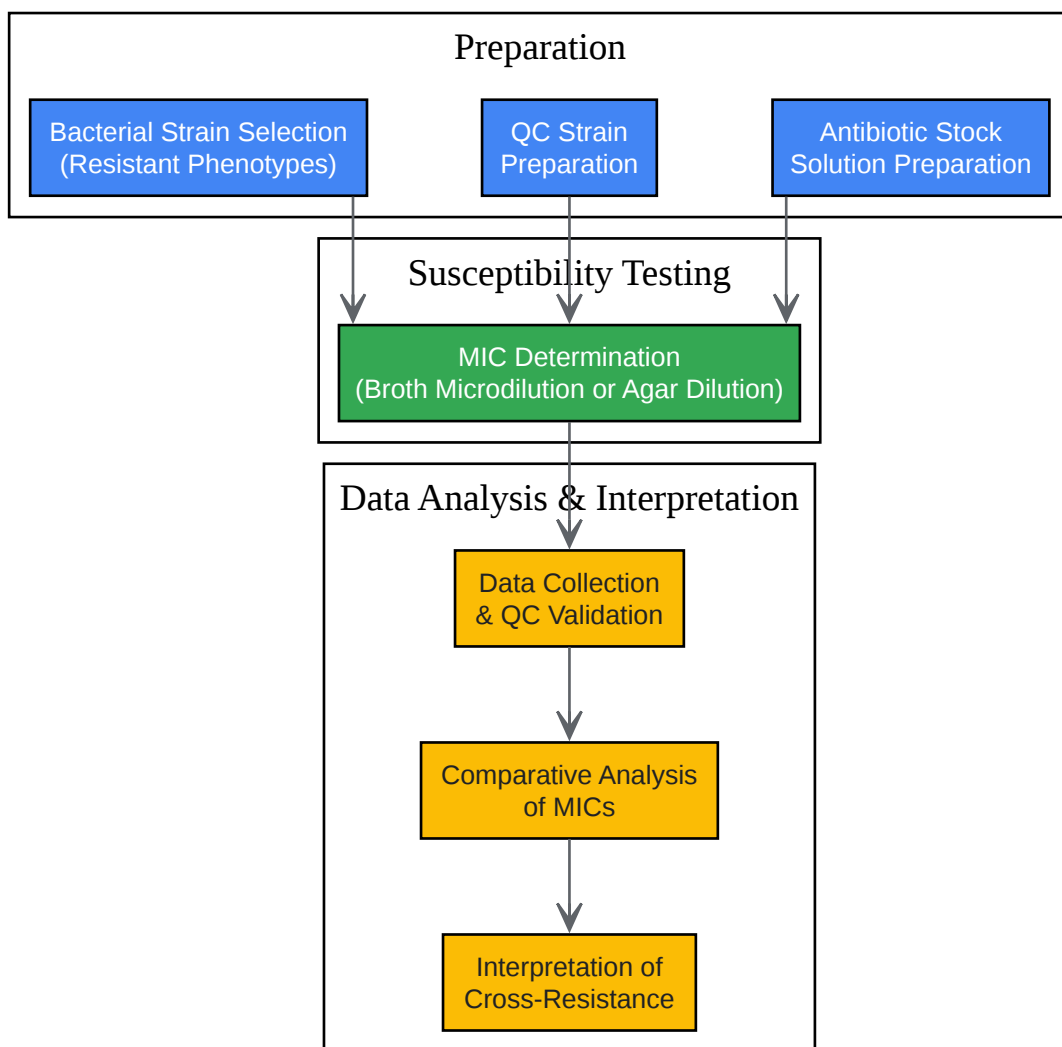 Preparation
Bacterial Strain Selection
(Resistant Phenotypes)
QC Strain
Preparation
Antibiotic Stock
Solution Preparation
Susceptibility Testing
MIC Determination
(Broth Microdilution or Agar Dilution)
Data Analysis & Interpretation
Data Collection
& QC Validation
Comparative Analysis
of MICs
Interpretation of
Cross-Resistance